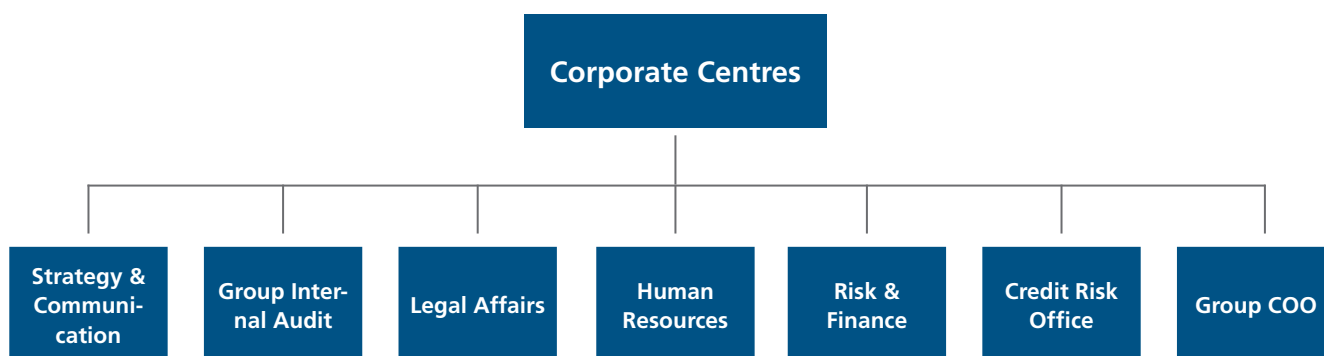 Corporate Centres
Strategy &
Communi-
cation
Group Inter-
nal Audit
Legal Affairs
Human
Resources
Risk &
Finance
Credit Risk
Office
Group COO